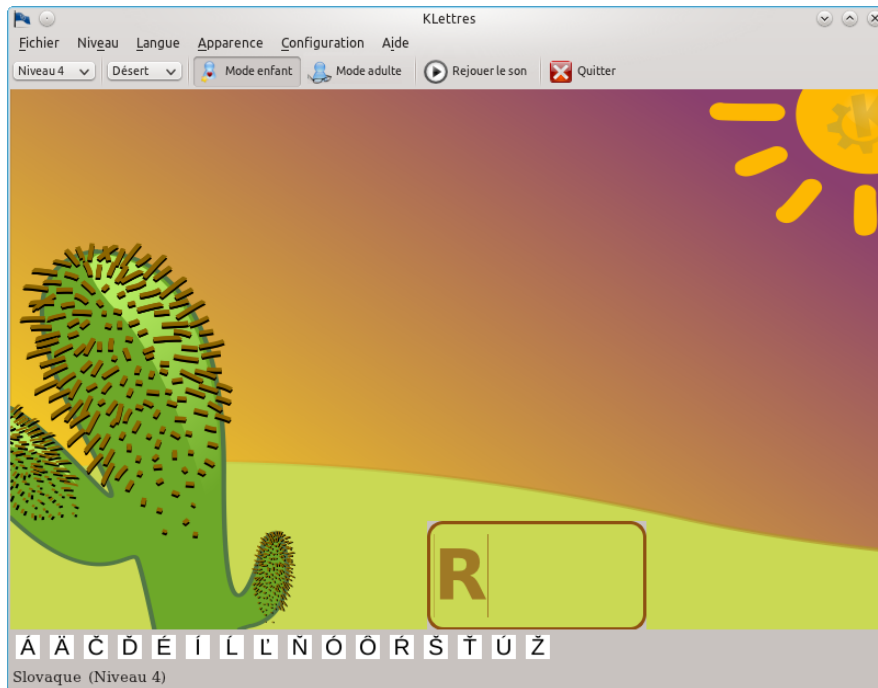 KLettres
Fichier Niveau Langue Apparence Configuration Aide
Niveau 4 Désert Mode enfant Mode adulte Rejouer le son Quitter
K
R
Á Ä Č Ď É Í Ĺ Ľ Ň Ó Ô Ŕ Š Ť Ú Ž
Slovaque (Niveau 4)